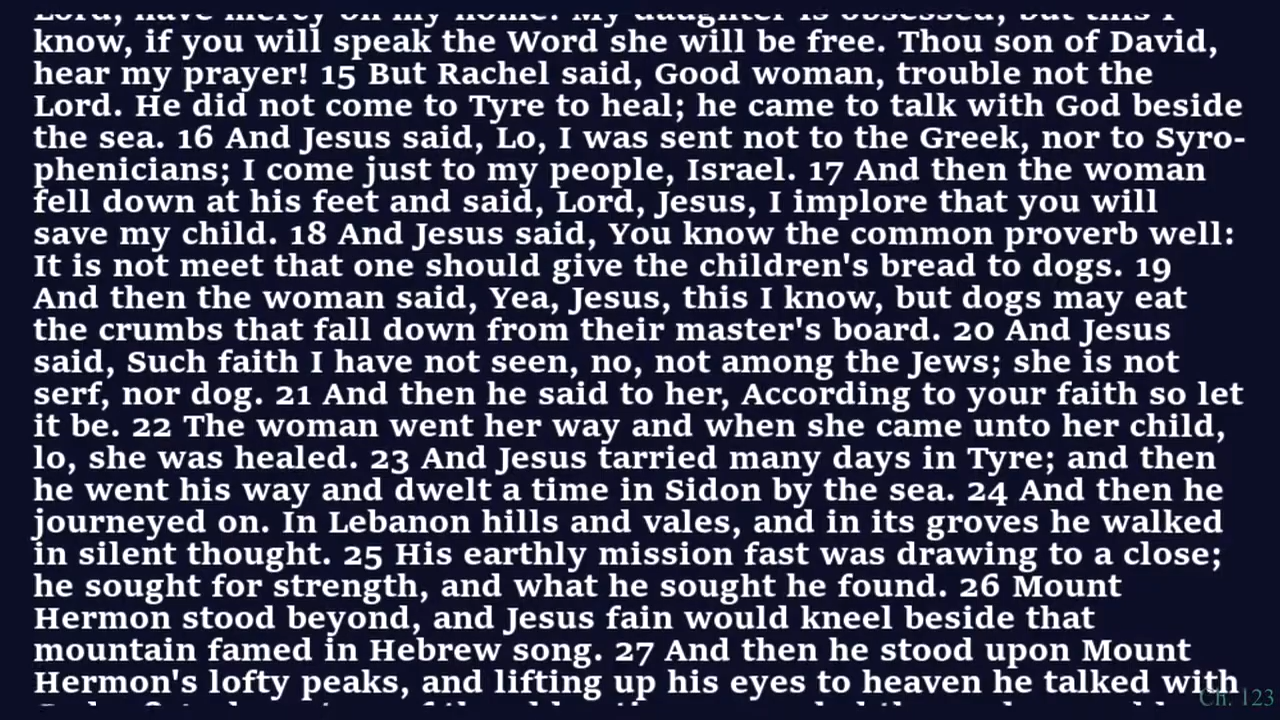 Lord, have mercy on my home! My daughter is obsessed, but this I
know, if you will speak the Word she will be free. Thou son of David,
hear my prayer! 15 But Rachel said, Good woman, trouble not the
Lord. He did not come to Tyre to heal; he came to talk with God beside
the sea. 16 And Jesus said, Lo, I was sent not to the Greek, nor to Syro-
phenicians; I come just to my people, Israel. 17 And then the woman
fell down at his feet and said, Lord, Jesus, I implore that you will
save my child. 18 And Jesus said, You know the common proverb well:
It is not meet that one should give the children's bread to dogs. 19
And then the woman said, Yea, Jesus, this I know, but dogs may eat
the crumbs that fall down from their master's board. 20 And Jesus
said, Such faith I have not seen, no, not among the Jews; she is not
serf, nor dog. 21 And then he said to her, According to your faith so let
it be. 22 The woman went her way and when she came unto her child,
lo, she was healed. 23 And Jesus tarried many days in Tyre; and then
he went his way and dwelt a time in Sidon by the sea. 24 And then he
journeyed on. In Lebanon hills and vales, and in its groves he walked
in silent thought. 25 His earthly mission fast was drawing to a close;
he sought for strength, and what he sought he found. 26 Mount
Hermon stood beyond, and Jesus fain would kneel beside that
mountain famed in Hebrew song. 27 And then he stood upon Mount
Hermon's lofty peaks, and lifting up his eyes to heaven he talked with
Ch. 123